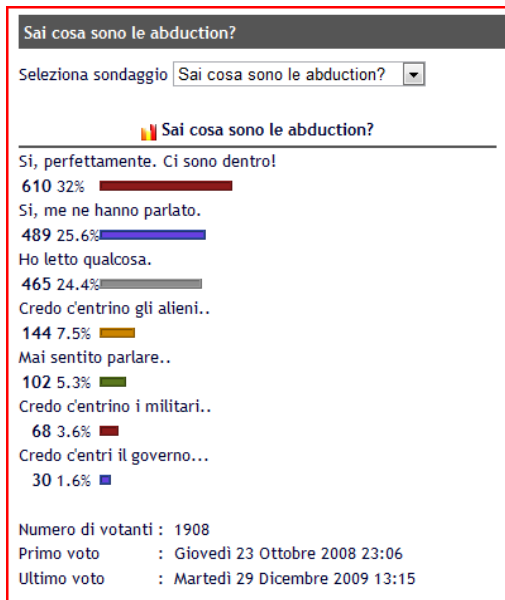 Sai cosa sono le abduction?
Seleziona sondaggio Sai cosa sono le abduction?
Sai cosa sono le abduction?
Si, perfettamente. Ci sono dentro!
610 32%
Si, me ne hanno parlato.
489 25.6%
Ho letto qualcosa.
465 24.4%
Credo c'entrino gli alieni..
144 7.5%
Mai sentito parlare..
102 5.3%
Credo c'entrino i militari..
68 3.6%
Credo c'entri il governo...
30 1.6%
Numero di votanti : 1908
Primo voto : Giovedì 23 Ottobre 2008 23:06
Ultimo voto : Martedì 29 Dicembre 2009 13:15